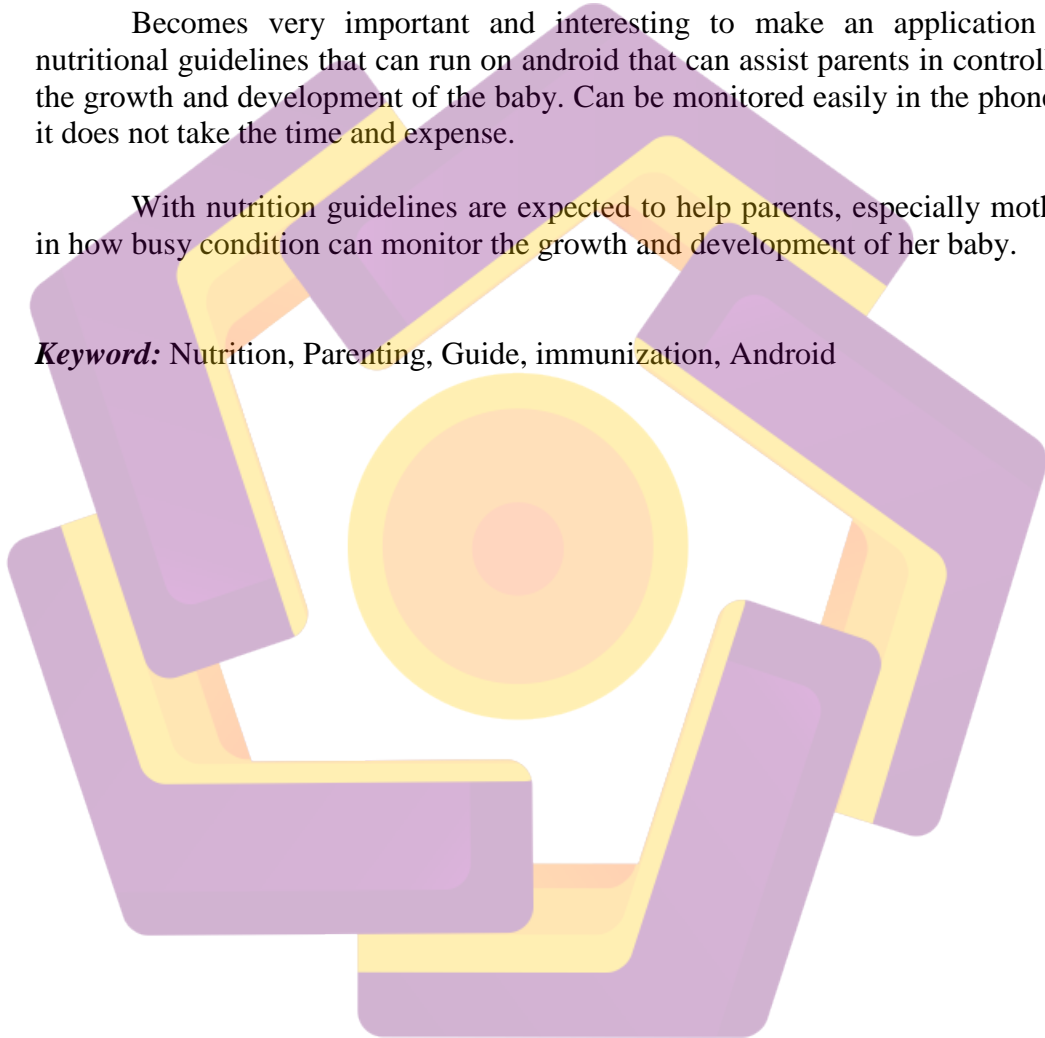 Becomes very important and interesting to make an application
nutritional guidelines that can run on android that can assist parents in controll
the growth and development of the baby. Can be monitored easily in the phone
it does not take the time and expense.
With nutrition guidelines are expected to help parents, especially moth
in how busy condition can monitor the growth and development of her baby.
Keyword: Nutrition, Parenting, Guide, immunization, Android